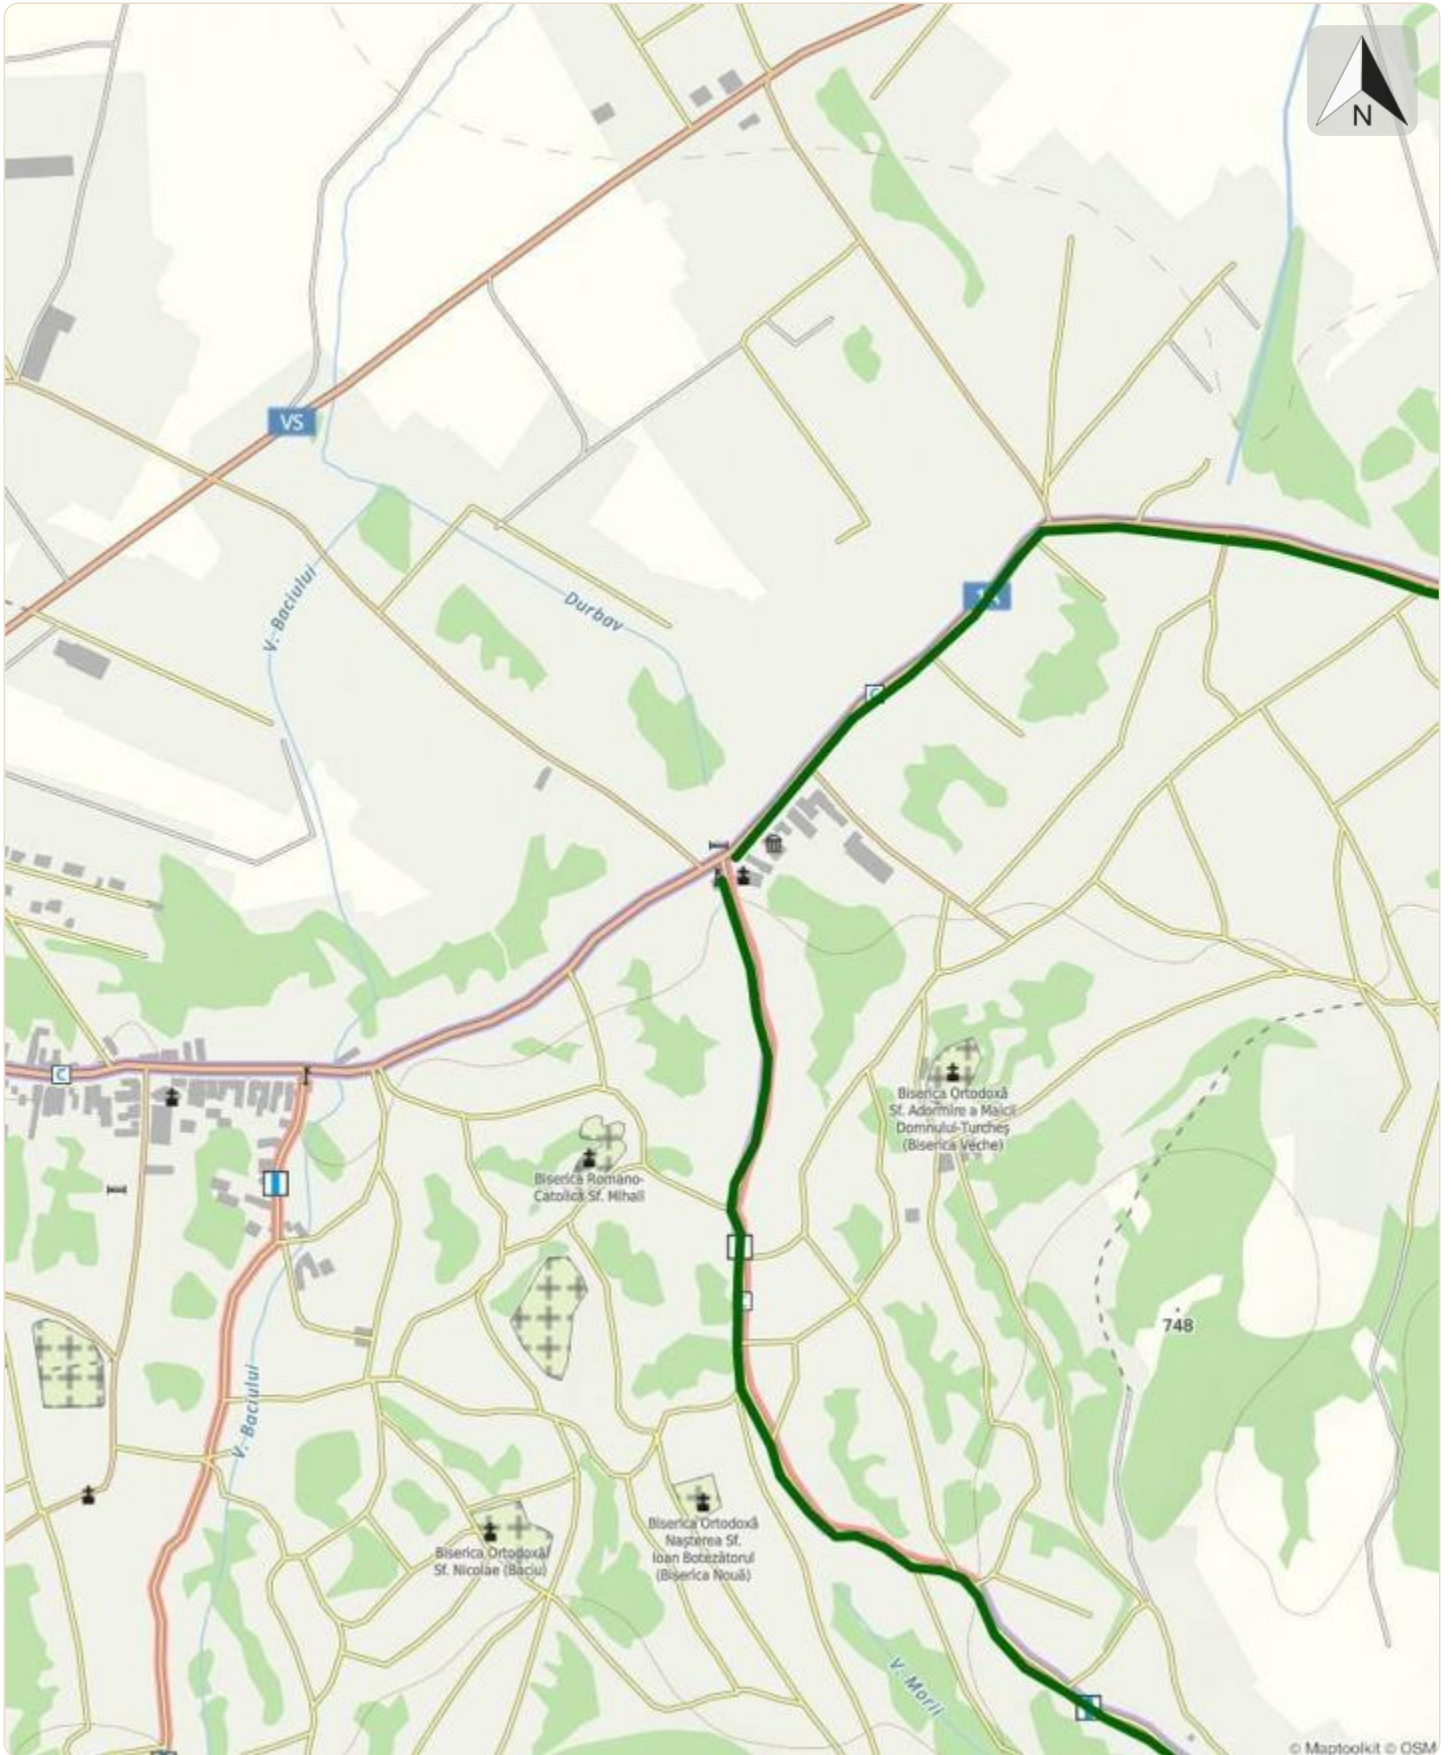 N
VS
V. Baciului
Durbav
C
C
Biserica Ortodoxă
Sf. Adormire a Maicii
Domnului-Turcheș
(Biserica Veche)
Biserica Romano-
Catolică Sf. Mihail
748
V. Baciului
Biserica Ortodoxă
Sf. Nicolae (Baciu)
Biserica Ortodoxă
Nașterea Sf.
Ioan Botezătorul
(Biserica Nouă)
V. Morii
© Maptoolkit © OSM